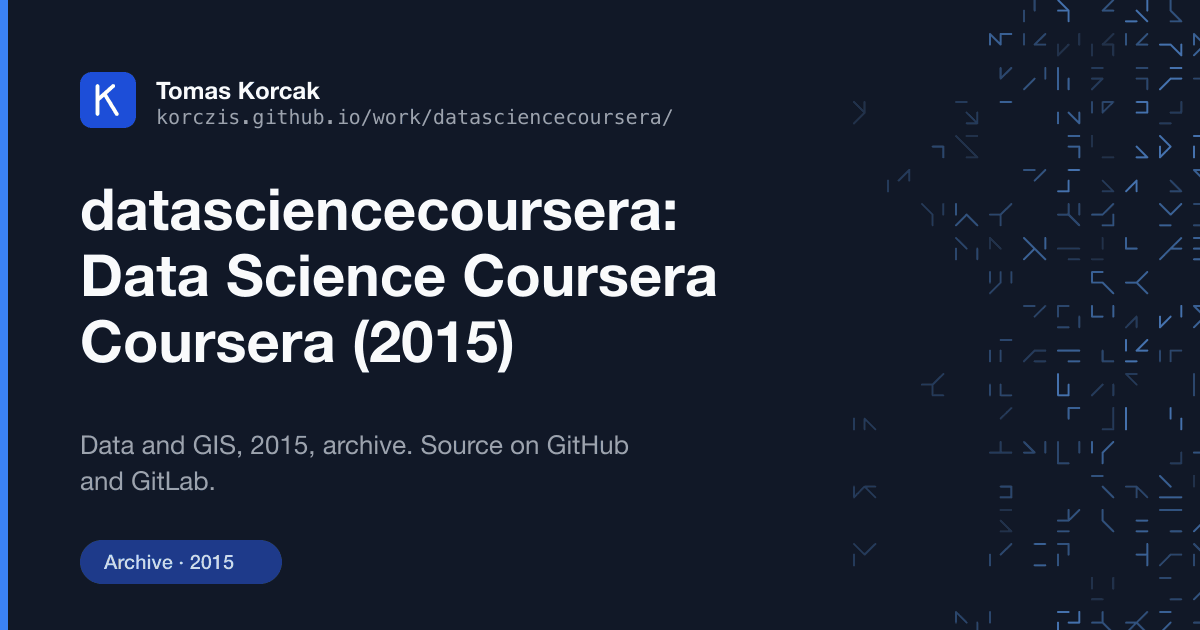 K
Tomas Korcak
korczis.github.io/work/datasciencecoursera/
datasciencecoursera:
Data Science Coursera
Coursera (2015)
Data and GIS, 2015, archive. Source on GitHub
and GitLab.
Archive · 2015